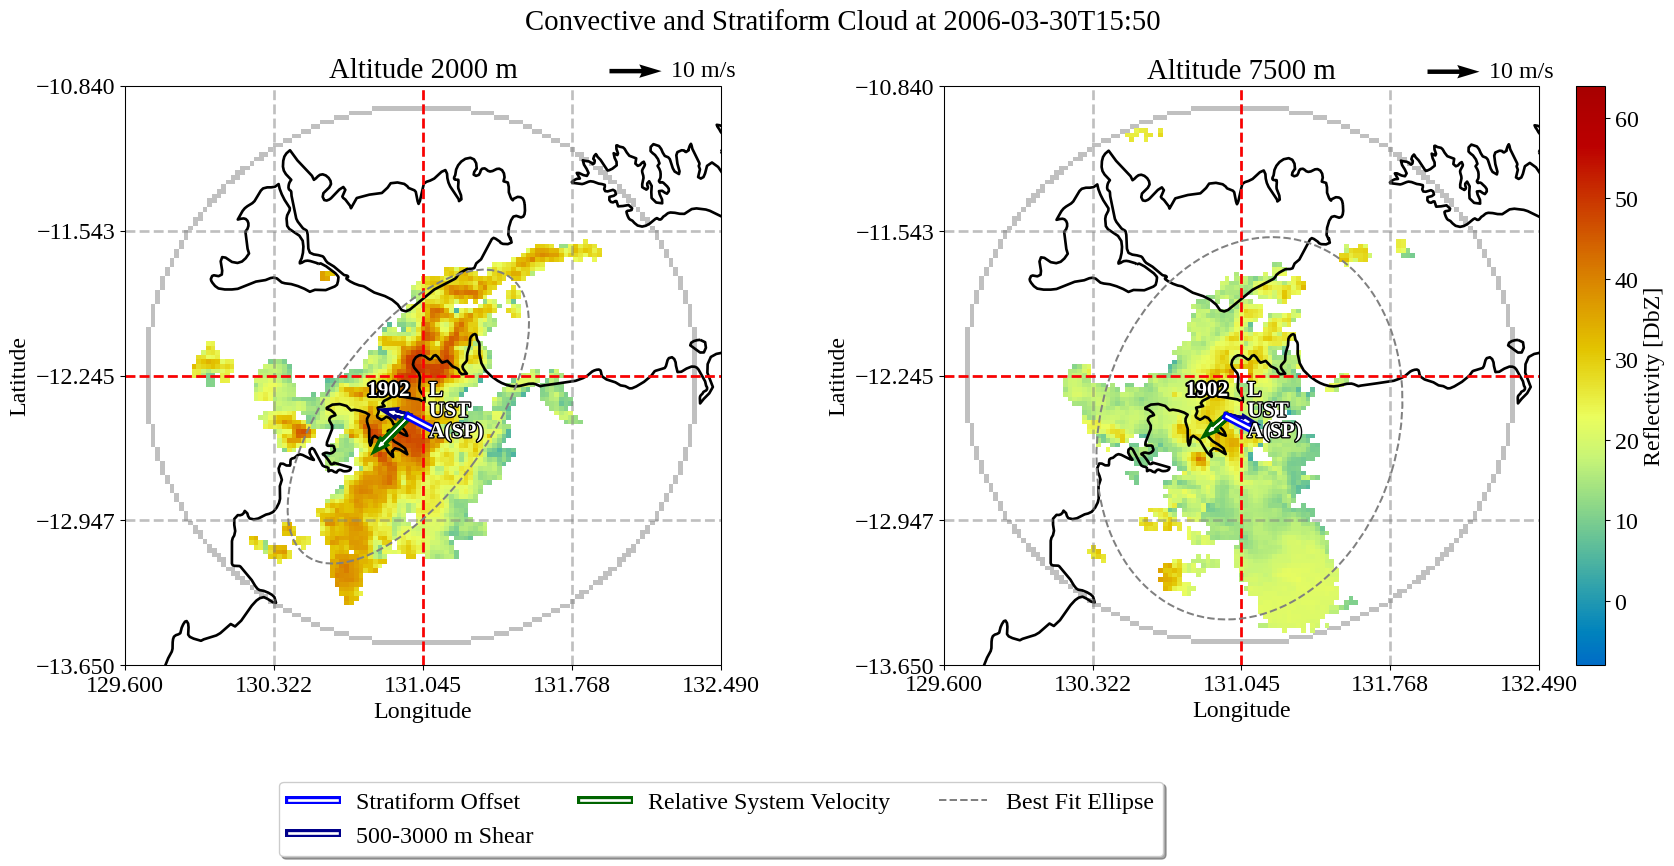 Convective and Stratiform Cloud at 2006-03-30T15:50
Altitude 2000 m
10 m/s
−10.840
−11.543
−12.245
−12.947
−13.650
Latitude
1902
L
UST
A(SP)
129.600
130.322
131.045
131.768
132.490
Longitude
Altitude 7500 m
10 m/s
−10.840
−11.543
−12.245
−12.947
−13.650
Latitude
1902
L
UST
A(SP)
129.600
130.322
131.045
131.768
132.490
Longitude
60
50
40
30
20
10
0
Reflectivity [DbZ]
Stratiform Offset
500-3000 m Shear
Relative System Velocity
Best Fit Ellipse